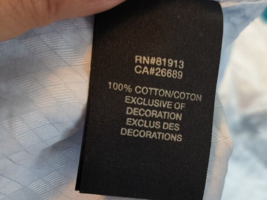 RN#81913
CA#26689
100% COTTON/COTON
EXCLUSIVE OF
DECORATION
EXCLUS DES
DECORATIONS